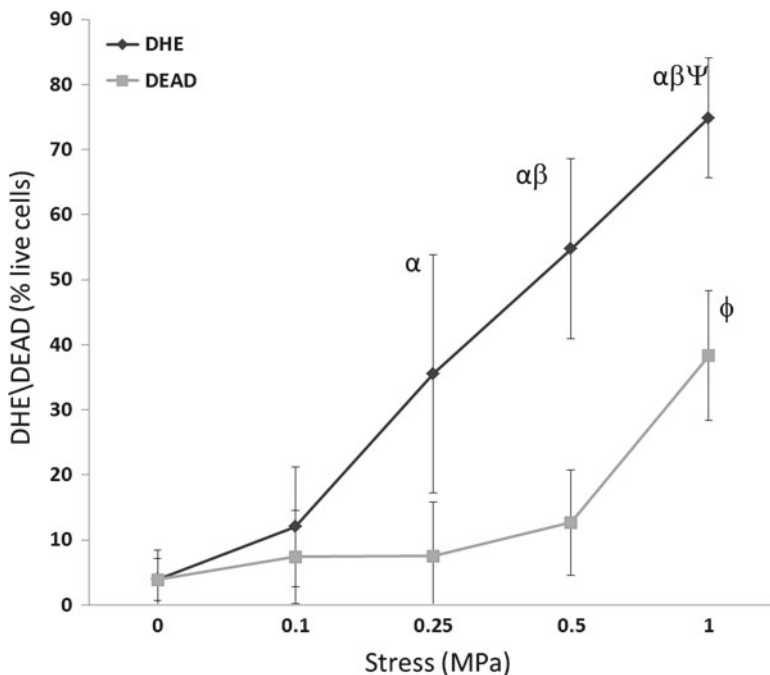 90
80
70
60
50
40
30
20
10
0
DHE\DEAD (% live cells)
DHE
DEAD
α
αβ
αβΨ
ϕ
0 0.1 0.25 0.5 1
Stress (MPa)